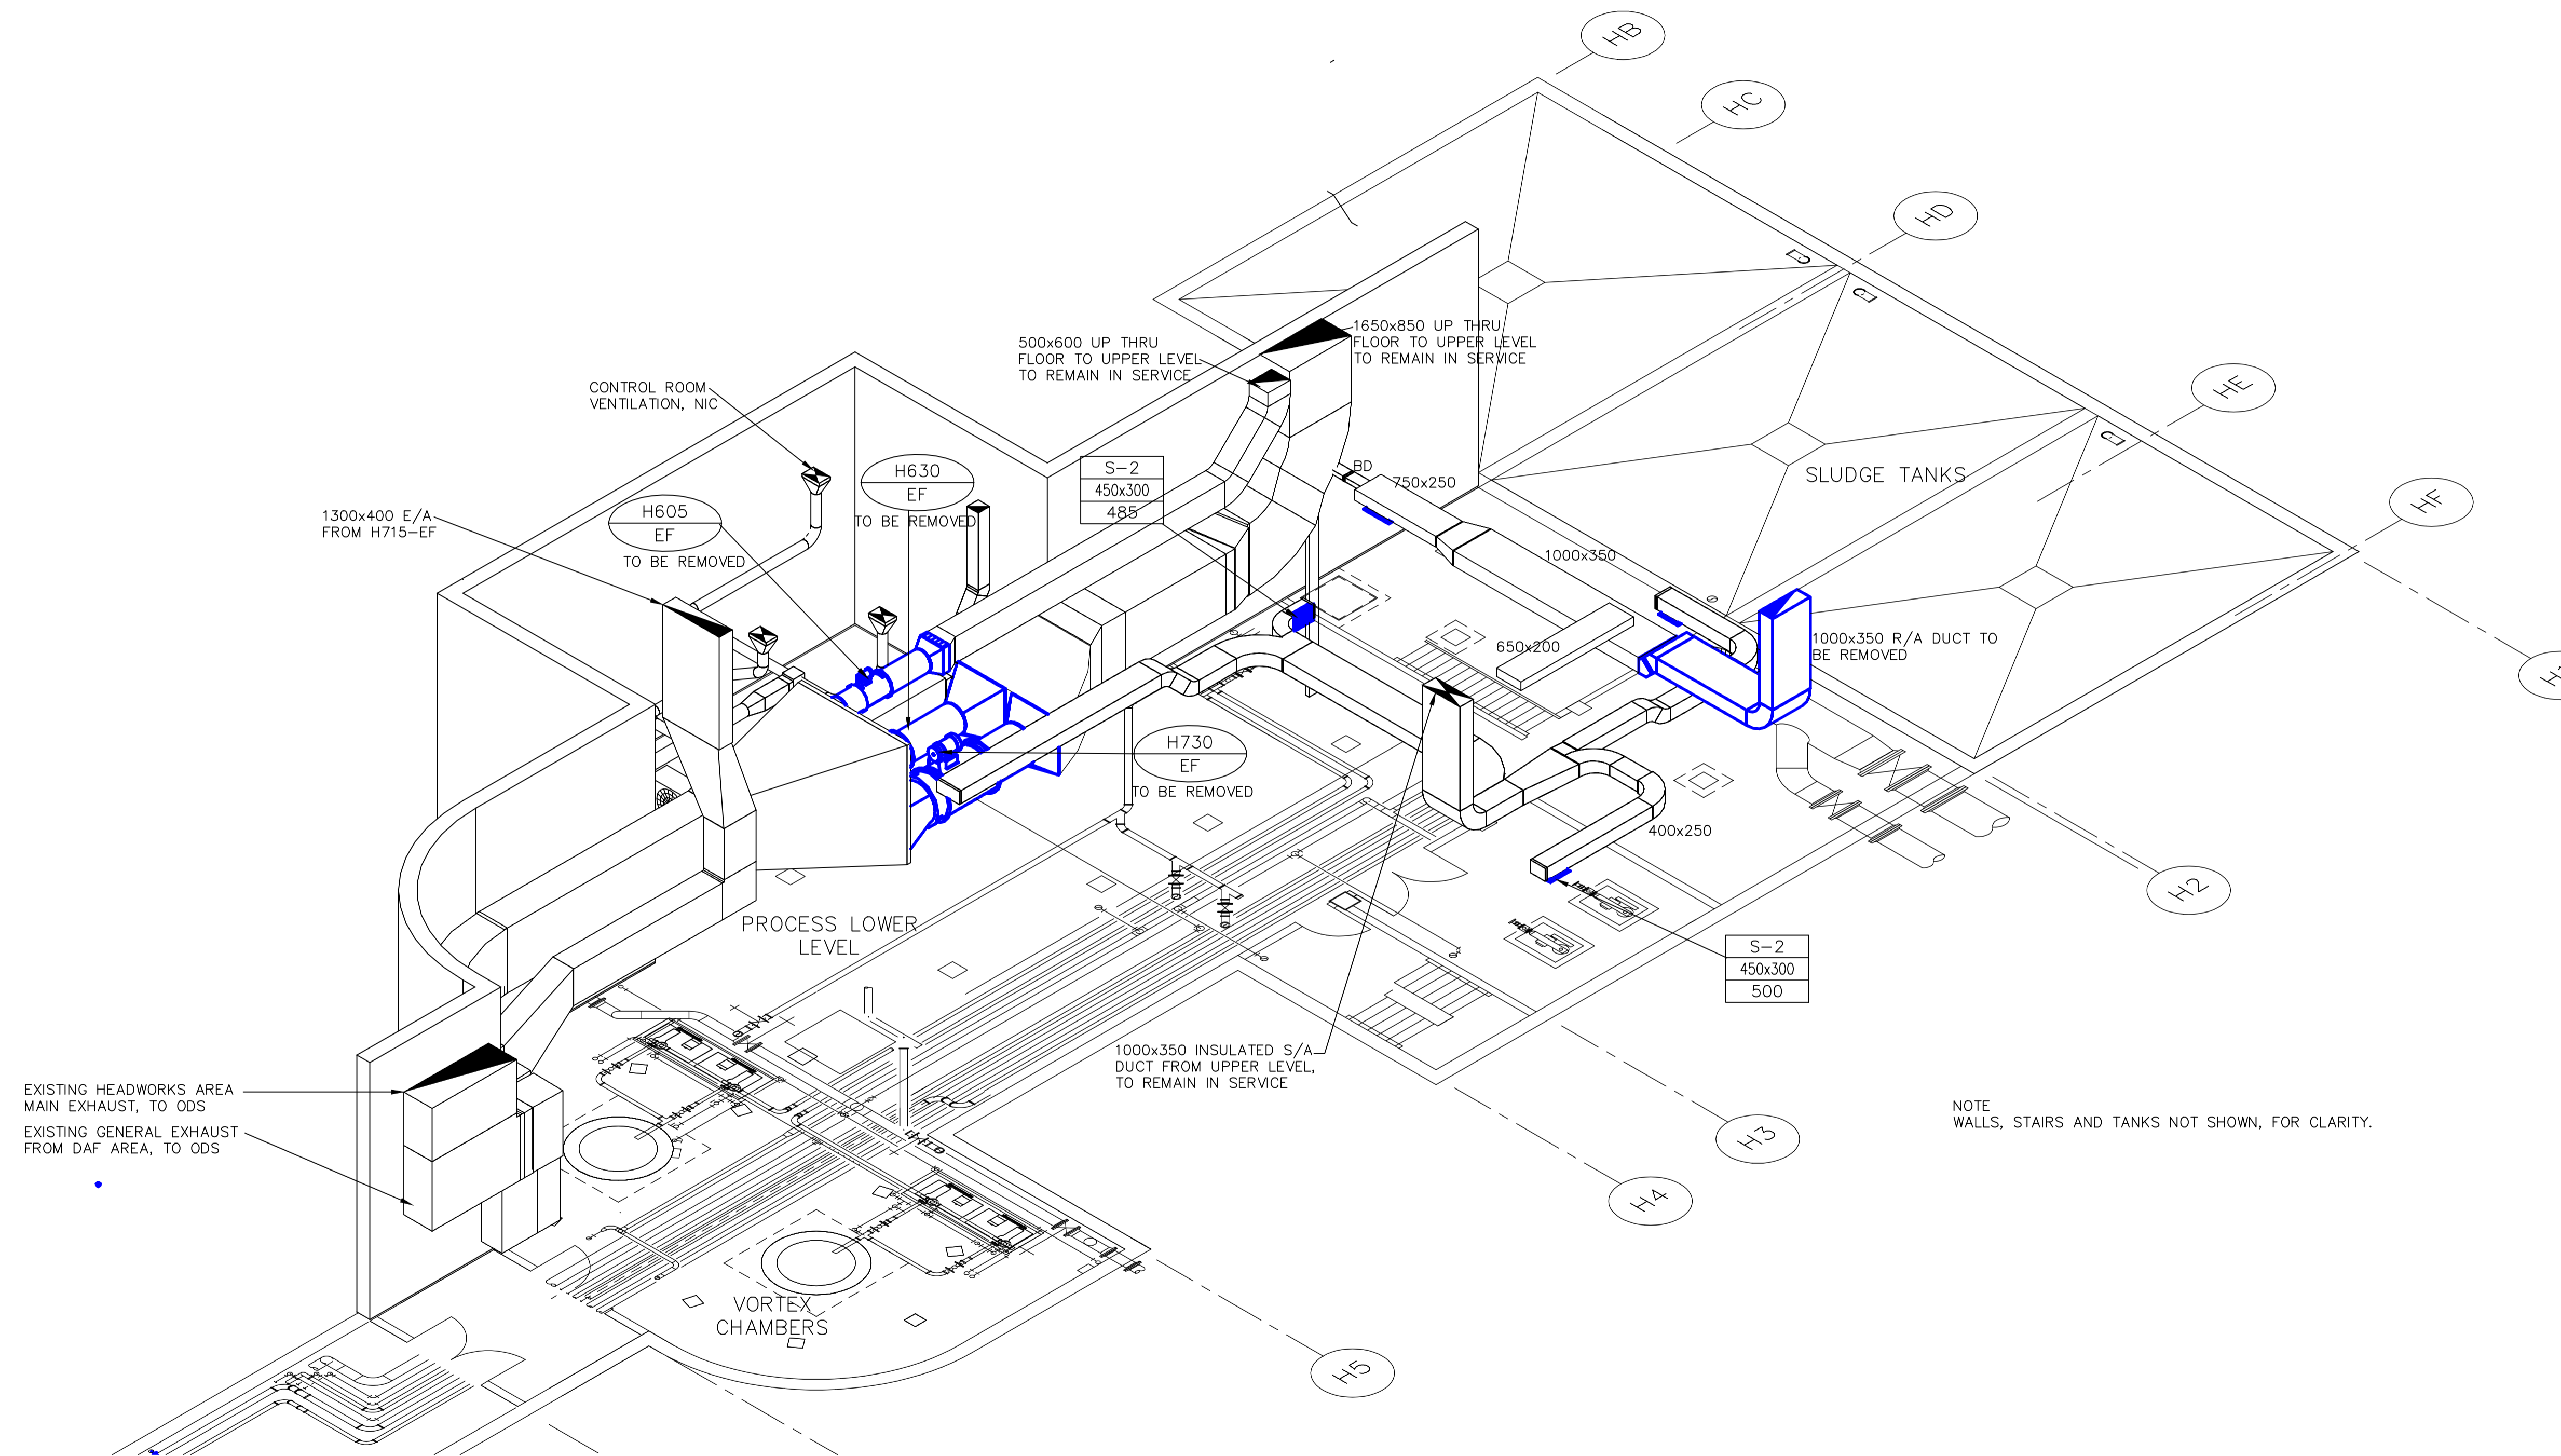 HB
HC
HD
HE
HF
500x600 UP THRU
FLOOR TO UPPER LEVEL
TO REMAIN IN SERVICE
1650x850 UP THRU
FLOOR TO UPPER LEVEL
TO REMAIN IN SERVICE
CONTROL ROOM
VENTILATION, NIC
H630
EF
TO BE REMOVED
S-2
450x300
485
BD
750x250
SLUDGE TANKS
1300x400 E/A
FROM H715-EF
H605
EF
TO BE REMOVED
1000x350
650x200
1000x350 R/A DUCT TO
BE REMOVED
H730
EF
TO BE REMOVED
400x250
H2
PROCESS LOWER
LEVEL
S-2
450x300
500
1000x350 INSULATED S/A
DUCT FROM UPPER LEVEL,
TO REMAIN IN SERVICE
EXISTING HEADWORKS AREA
MAIN EXHAUST, TO ODS
EXISTING GENERAL EXHAUST
FROM DAF AREA, TO ODS
NOTE
WALLS, STAIRS AND TANKS NOT SHOWN, FOR CLARITY.
H3
H4
VORTEX
CHAMBERS
H5